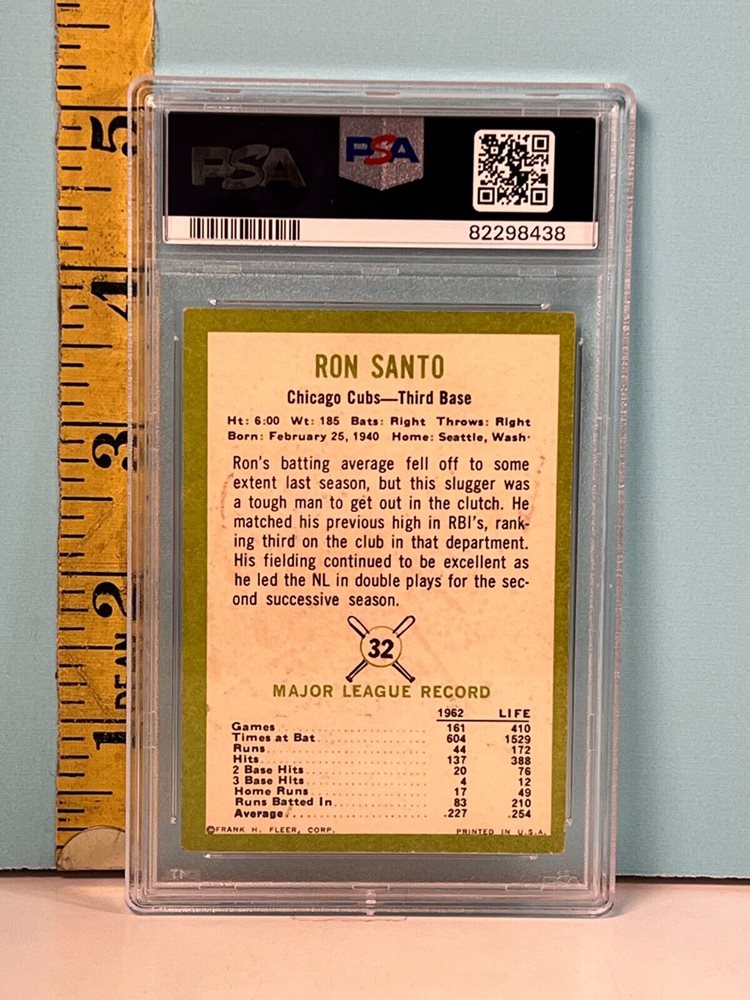 5
4
3
2
1
DEAN
PSA
PSA
82298438
RON SANTO
Chicago Cubs—Third Base
Ht: 6:00 Wt: 185 Bats: Right Throws: Right
Born: February 25, 1940 Home: Seattle, Wash.
Ron's batting average fell off to some
extent last season, but this slugger was
a tough man to get out in the clutch. He
matched his previous high in RBI's, rank-
ing third on the club in that department.
His fielding continued to be excellent as
he led the NL in double plays for the sec-
ond successive season.
32
MAJOR LEAGUE RECORD
1962 LIFE
Games 161 410
Times at Bat 604 1529
Runs 44 172
Hits 137 388
2 Base Hits 20 76
3 Base Hits 4 12
Home Runs 17 49
Runs Batted In 83 210
Average .227 .254
©FRANK H. FLEER, CORP. PRINTED IN U.S.A.